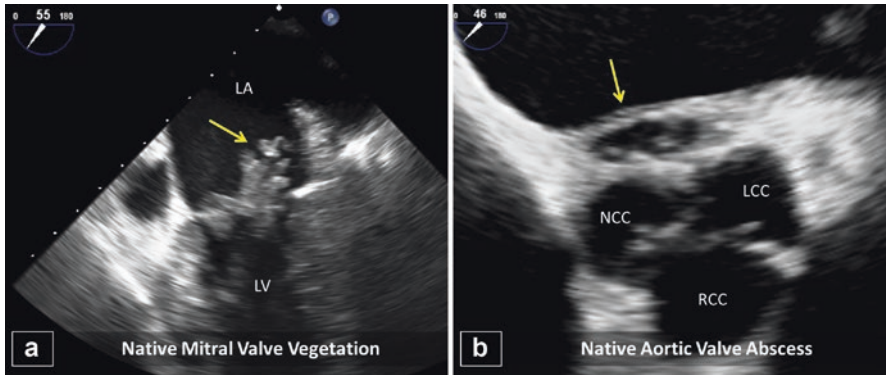 0 55 180
P
LA
LV
a
Native Mitral Valve Vegetation
0 46 180
NCC
LCC
RCC
b
Native Aortic Valve Abscess